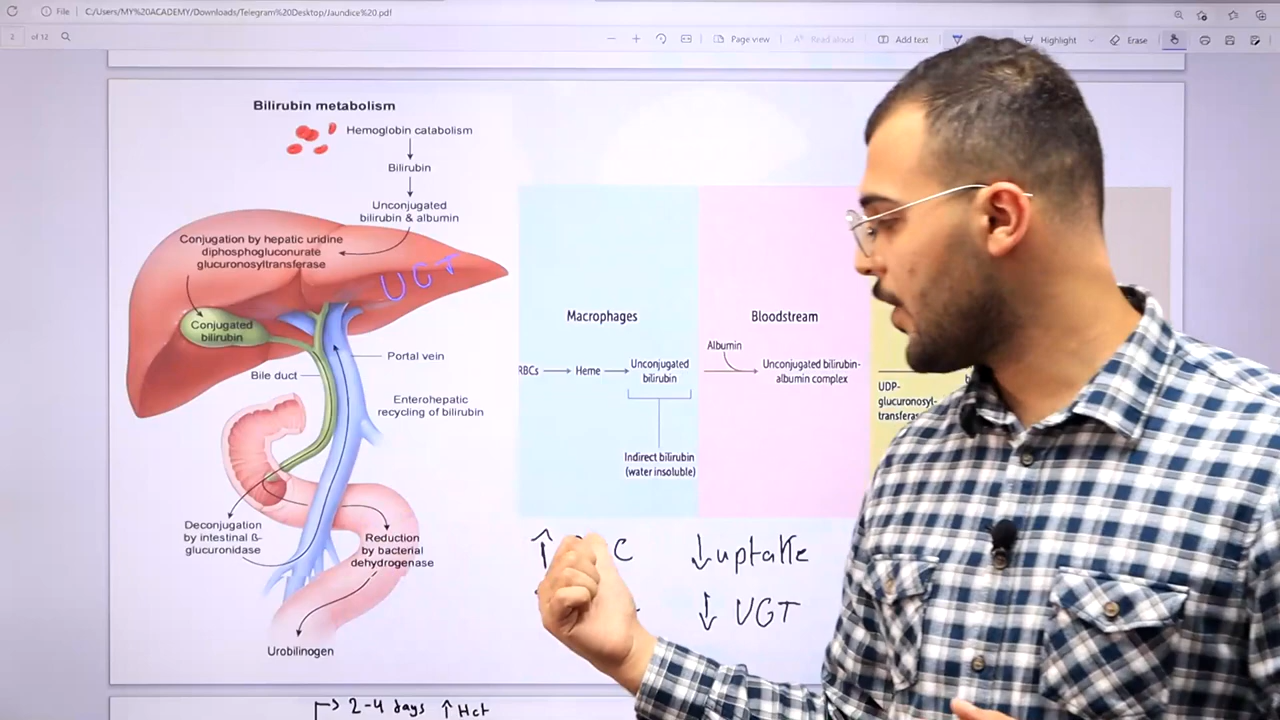 File
C:/Users/MY%20ACADEMY/Downloads/Telegram%20Desktop/Jaundice%20.pdf
2 of 12
Page view
Read aloud
Add text
Highlight
Erase
Bilirubin metabolism
Hemoglobin catabolism
Bilirubin
Unconjugated
bilirubin & albumin
Conjugation by hepatic uridine
diphosphogluconurate
glucuronosyltransferase
UGT
Conjugated
bilirubin
Portal vein
Bile duct
Enterohepatic
recycling of bilirubin
Deconjugation
by intestinal ß-
glucuronidase
Reduction
by bacterial
dehydrogenase
Urobilinogen
Macrophages
RBCs
Heme
Unconjugated
bilirubin
Indirect bilirubin
(water insoluble)
Bloodstream
Albumin
Unconjugated bilirubin-
albumin complex
UDP-
glucuronosyl-
↑ C
↓ uptake
↓ UGT
2-4 days ↑ Hct